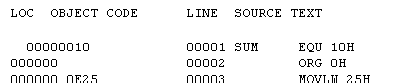 LOC OBJECT CODE LINE SOURCE TEXT
00000010 00001 SUM EQU 10H
000000 00002 ORG 0H
000000 0E25 00003 MOVLW 25H